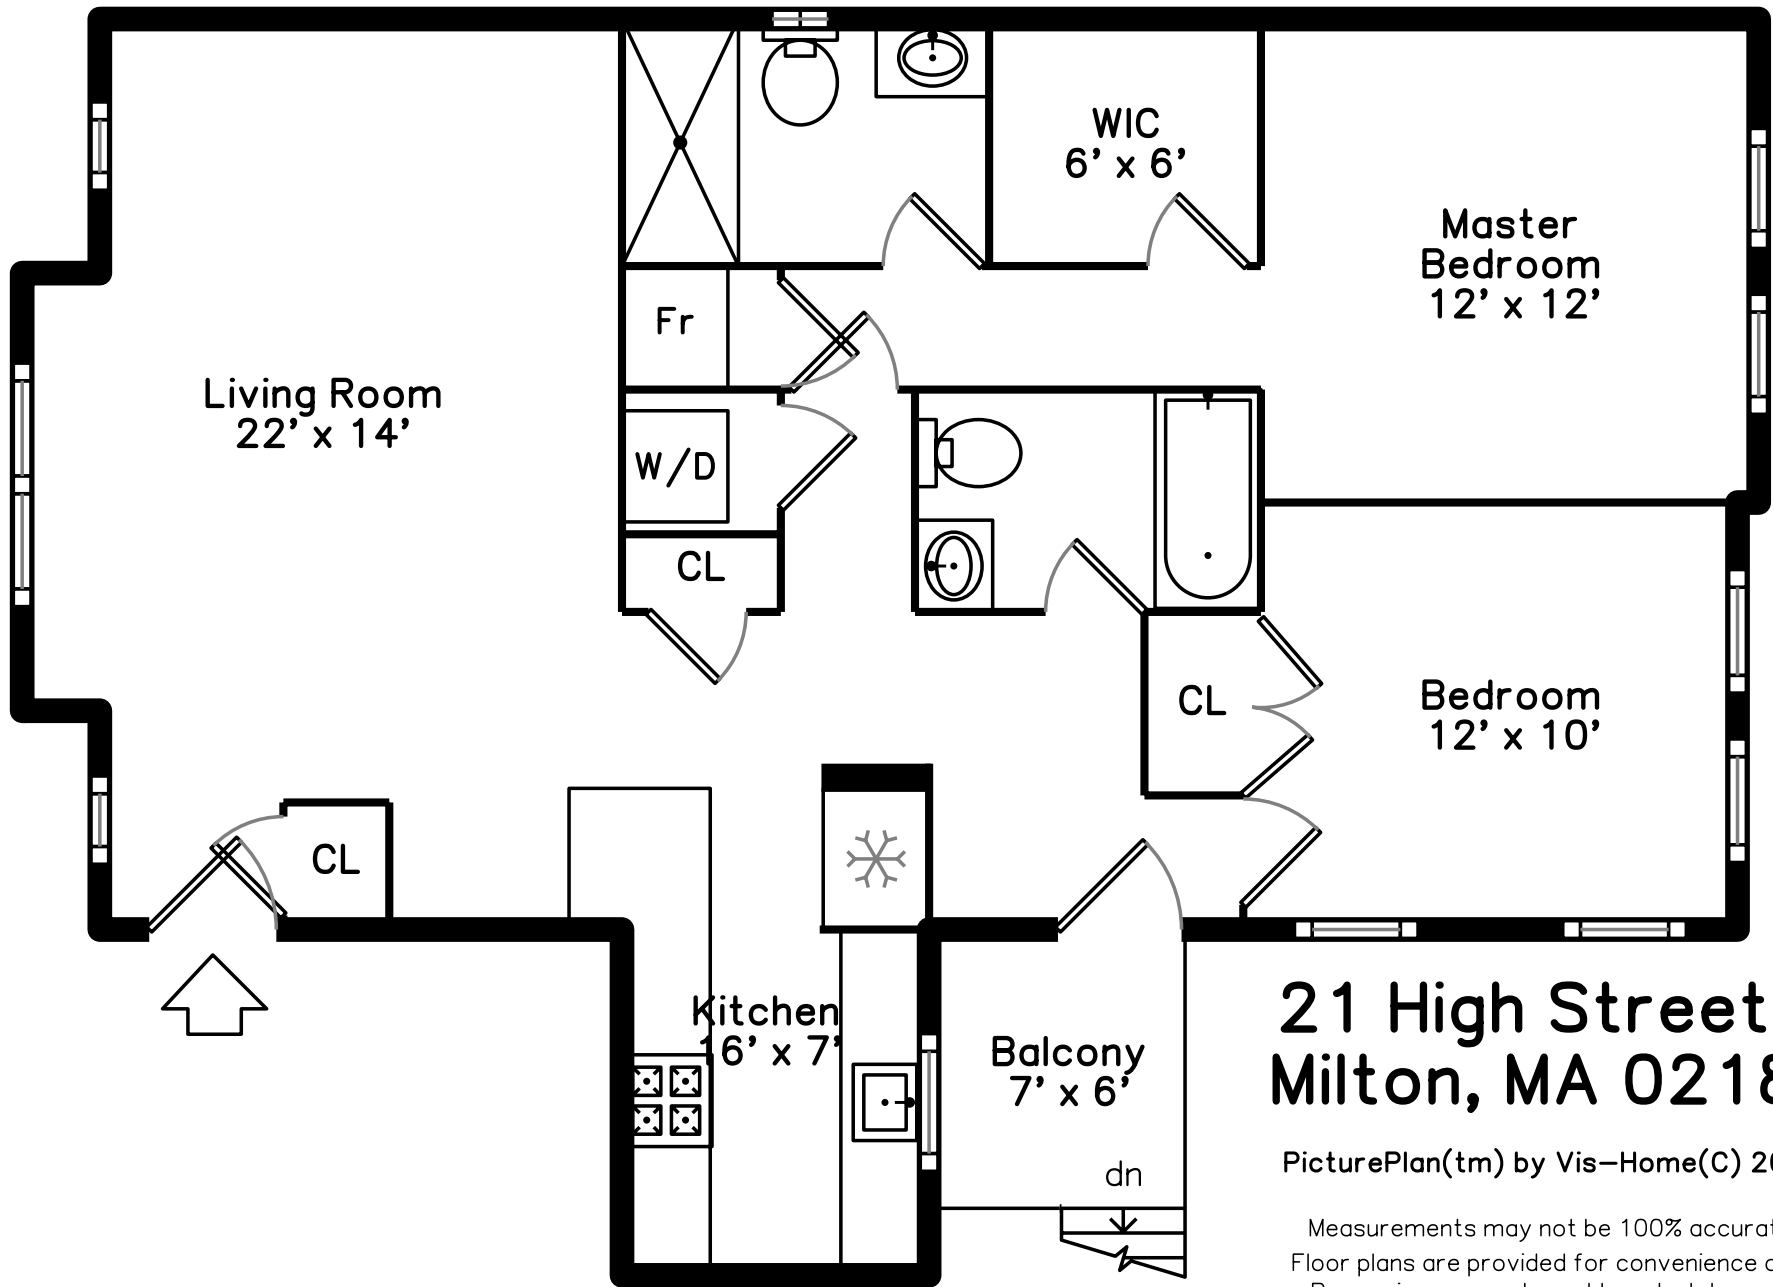 WIC
6’ x 6’
Master
Bedroom
12’ x 12’
Fr
Living Room
22’ x 14’
W/D
CL
CL
Bedroom
12’ x 10’
CL
Kitchen
16’ x 7’
Balcony
7’ x 6’
dn
21 High Street
Milton, MA 0218
PicturePlan(tm) by Vis-Home(C) 20
Measurements may not be 100% accurat
Floor plans are provided for convenience